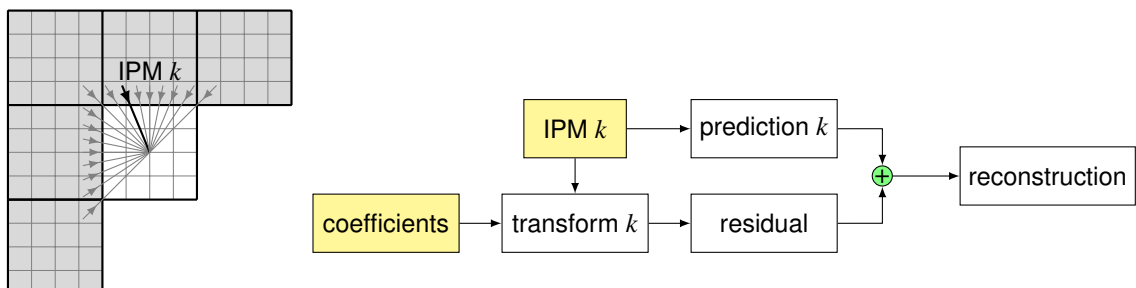 IPM k
IPM k
prediction k
+
reconstruction
coefficients
transform k
residual